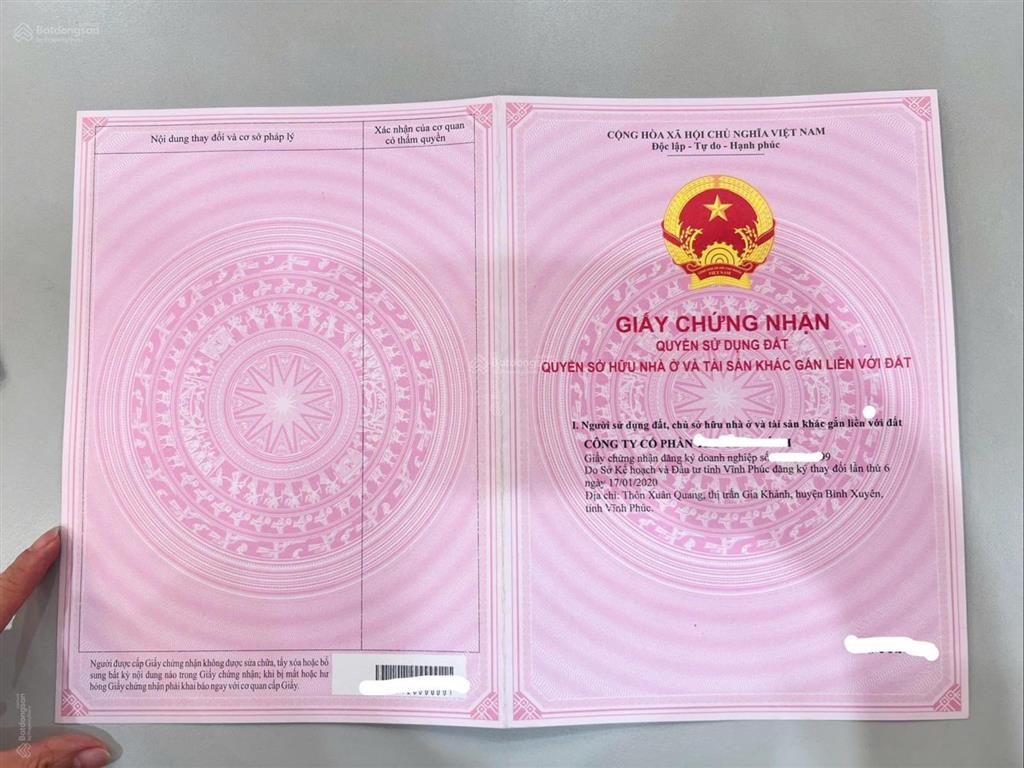 Batdongsan
by PropertyGuru
Nội dung thay đổi và cơ sở pháp lý
Xác nhận của cơ quan
có thẩm quyền
Người được cấp Giấy chứng nhận không được sửa chữa, tẩy xóa hoặc bổ
sung bất kỳ nội dung nào trong Giấy chứng nhận; khi bị mất hoặc hư
hỏng Giấy chứng nhận phải khai báo ngay với cơ quan cấp Giấy.
CỘNG HÒA XÃ HỘI CHỦ NGHĨA VIỆT NAM
Độc lập - Tự do - Hạnh phúc
VIỆT NAM
GIẤY CHỨNG NHẬN
QUYỀN SỬ DỤNG ĐẤT
QUYỀN SỞ HỮU NHÀ Ở VÀ TÀI SẢN KHÁC GẮN LIỀN VỚI ĐẤT
I. Người sử dụng đất, chủ sở hữu nhà ở và tài sản khác gắn liền với đất
CÔNG TY CỔ PHẦN
Giấy chứng nhận đăng ký doanh nghiệp số 99
Do Sở Kế hoạch và Đầu tư tỉnh Vĩnh Phúc đăng ký thay đổi lần thứ 6
ngày 17/01/2020
Địa chỉ: Thôn Xuân Quang, thị trấn Gia Khánh, huyện Bình Xuyên,
tỉnh Vĩnh Phúc.
Batdongsan